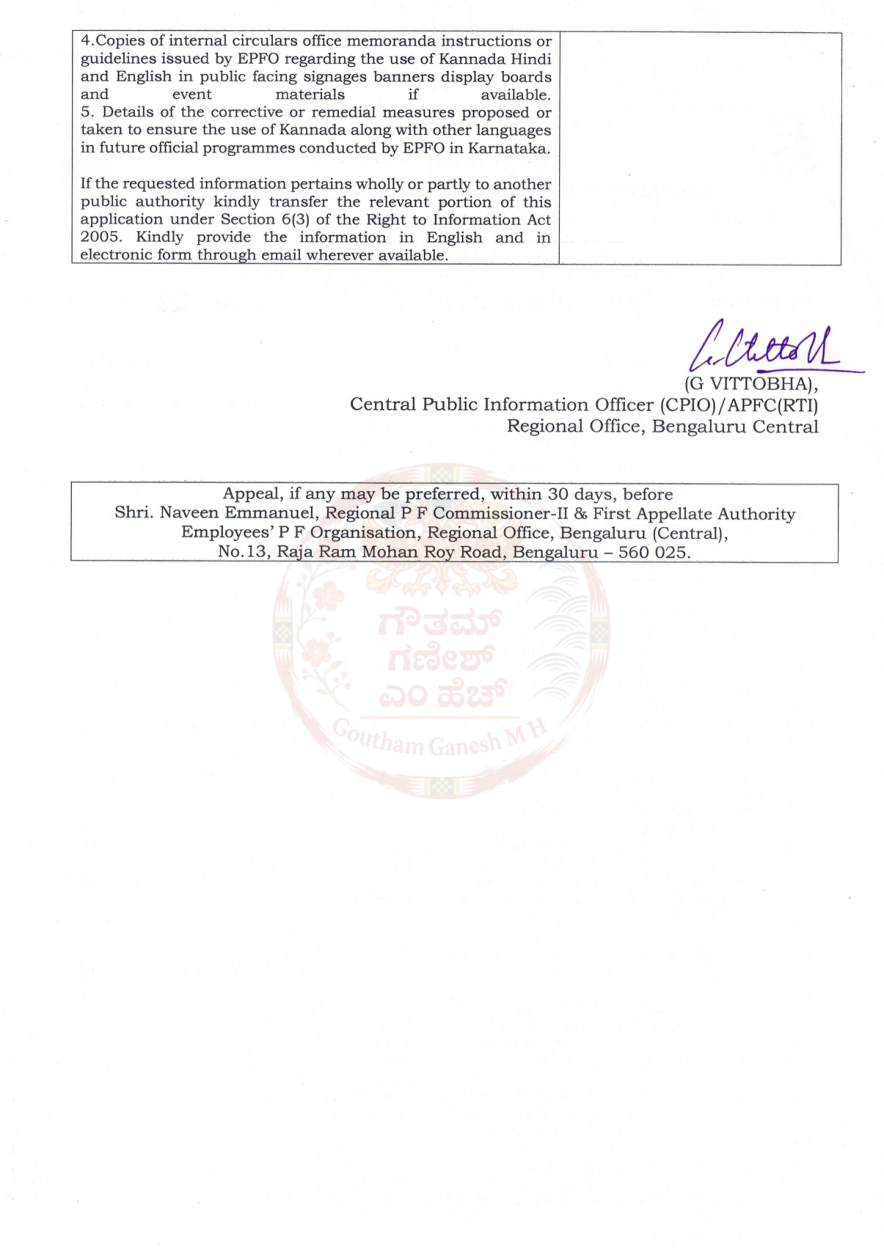 4.Copies of internal circulars office memoranda instructions or
guidelines issued by EPFO regarding the use of Kannada Hindi
and English in public facing signages banners display boards
and event materials if available.
5. Details of the corrective or remedial measures proposed or
taken to ensure the use of Kannada along with other languages
in future official programmes conducted by EPFO in Karnataka.
If the requested information pertains wholly or partly to another
public authority kindly transfer the relevant portion of this
application under Section 6(3) of the Right to Information Act
2005. Kindly provide the information in English and in
electronic form through email wherever available.
(G VITTOBHA),
Central Public Information Officer (CPIO)/APFC(RTI)
Regional Office, Bengaluru Central
Appeal, if any may be preferred, within 30 days, before
Shri. Naveen Emmanuel, Regional P F Commissioner-II & First Appellate Authority
Employees' P F Organisation, Regional Office, Bengaluru (Central),
No.13, Raja Ram Mohan Roy Road, Bengaluru – 560 025.
ಗೌತಮ್
ಗಣೇಶ್
ಎಂ ಹೆಚ್
Goutham Ganesh M H